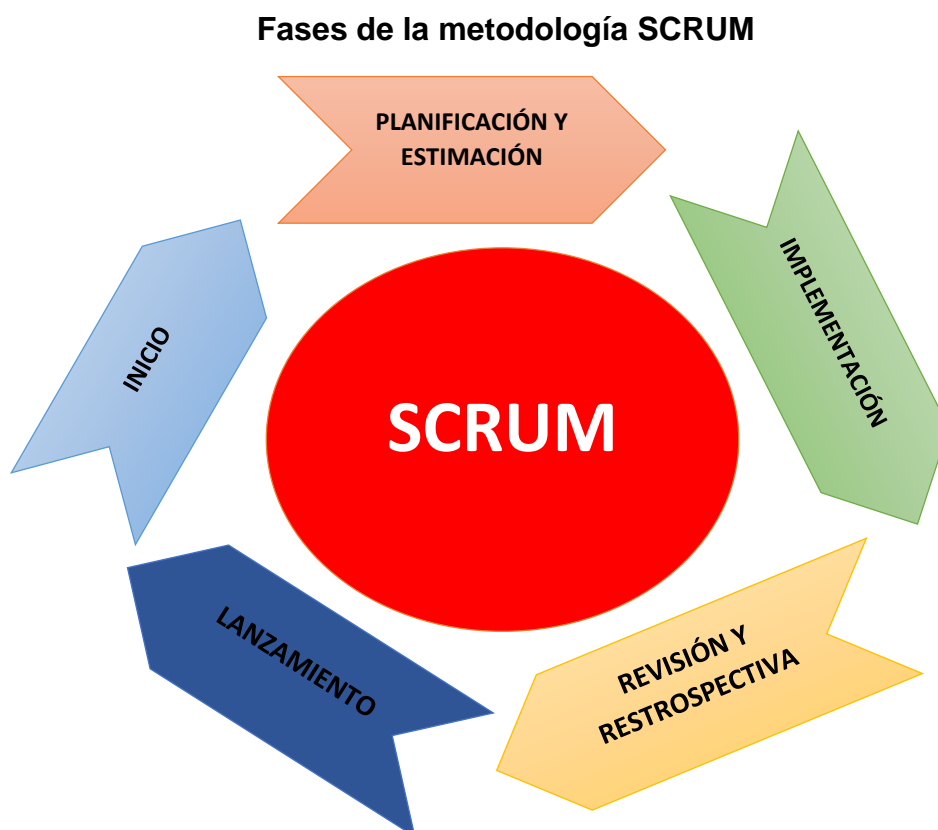 Fases de la metodología SCRUM
PLANIFICACIÓN Y
ESTIMACIÓN
IMPLEMENTACIÓN
INICIO
SCRUM
LANZAMIENTO
REVISIÓN Y
RESTROSPECTIVA